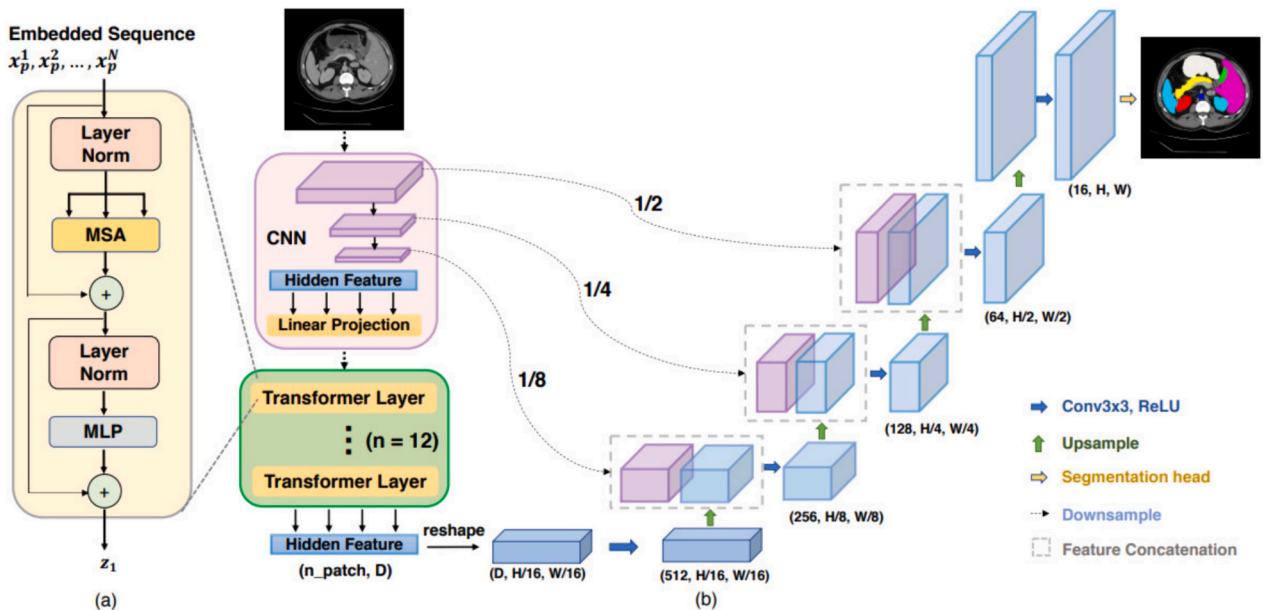 Embedded Sequence
x_p^1, x_p^2, ..., x_p^N
Layer
Norm
MSA
+
Layer
Norm
MLP
+
z_1
(a)
CNN
Hidden Feature
Linear Projection
Transformer Layer
(n = 12)
Transformer Layer
Hidden Feature
(n_patch, D)
reshape
(D, H/16, W/16)
(512, H/16, W/16)
(b)
1/2
1/4
1/8
(256, H/8, W/8)
(128, H/4, W/4)
(64, H/2, W/2)
(16, H, W)
Conv3x3, ReLU
Upsample
Segmentation head
Downsample
Feature Concatenation